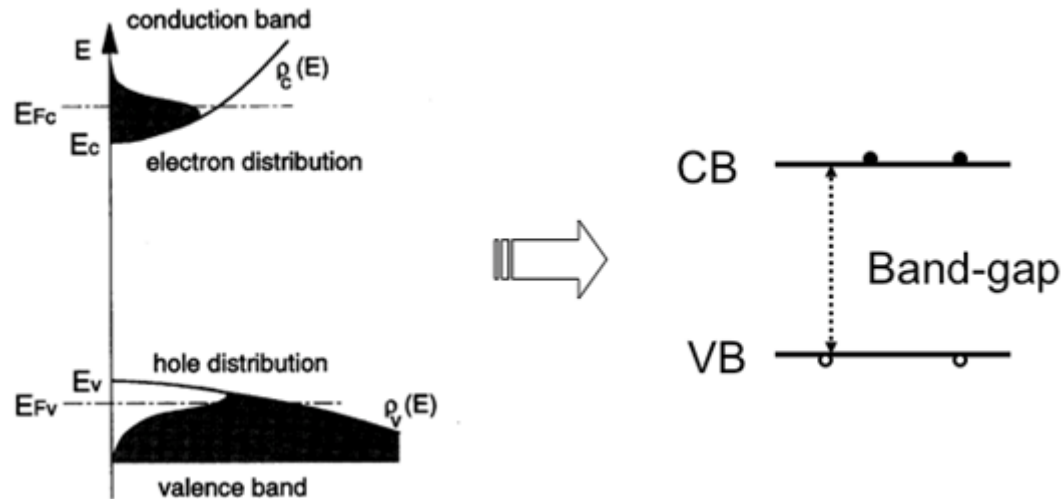 conduction band
E
ρc(E)
EFc
Ec
electron distribution
hole distribution
Ev
EFv
ρv(E)
valence band
CB
Band-gap
VB